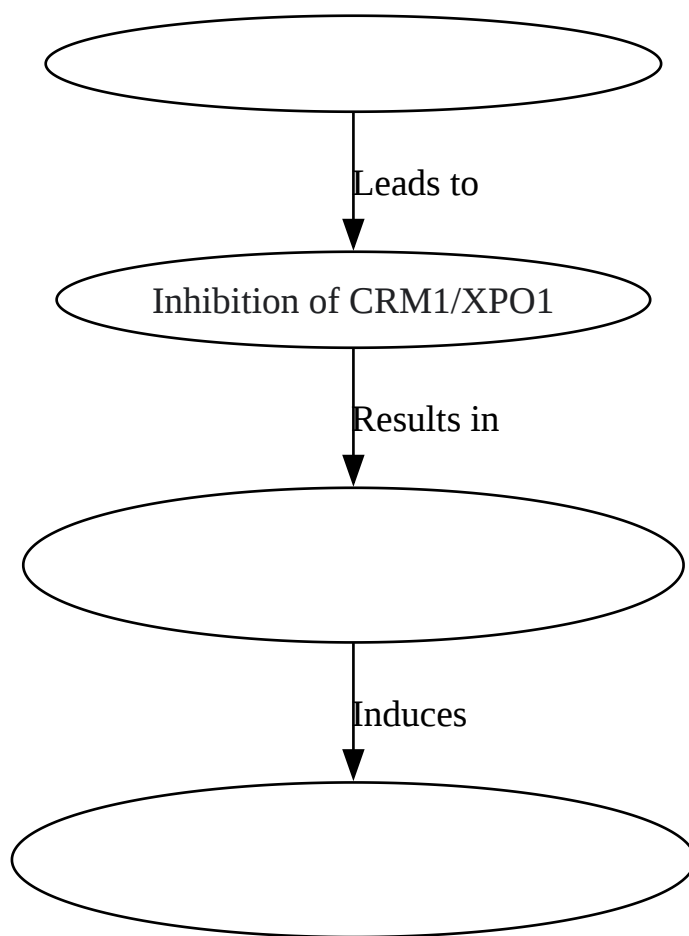 Leads to
Inhibition of CRM1/XPO1
Results in
Induces